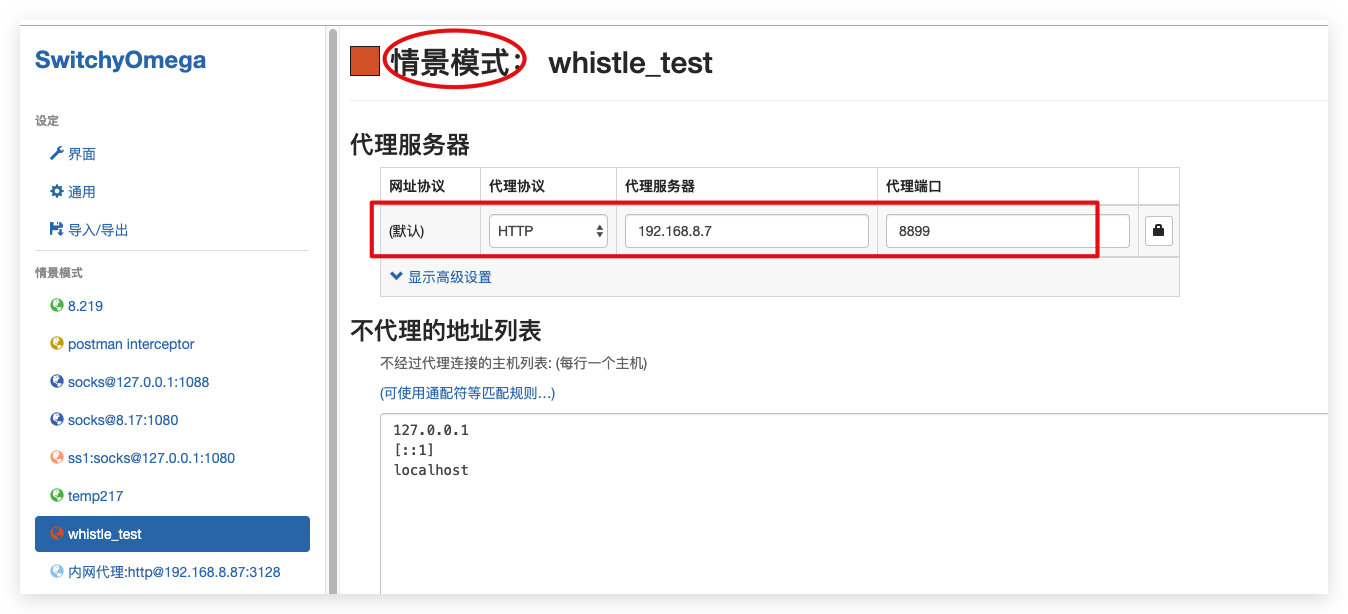 SwitchyOmega
设定
界面
通用
导入/导出
情景模式
8.219
postman interceptor
socks@127.0.0.1:1088
socks@8.17:1080
ss1:socks@127.0.0.1:1080
temp217
whistle_test
内网代理:http@192.168.8.87:3128
情景模式： whistle_test
代理服务器
网址协议 代理协议 代理服务器 代理端口
(默认) HTTP 192.168.8.7 8899
显示高级设置
不代理的地址列表
不经过代理连接的主机列表: (每行一个主机)
(可使用通配符等匹配规则…)
127.0.0.1
[::1]
localhost